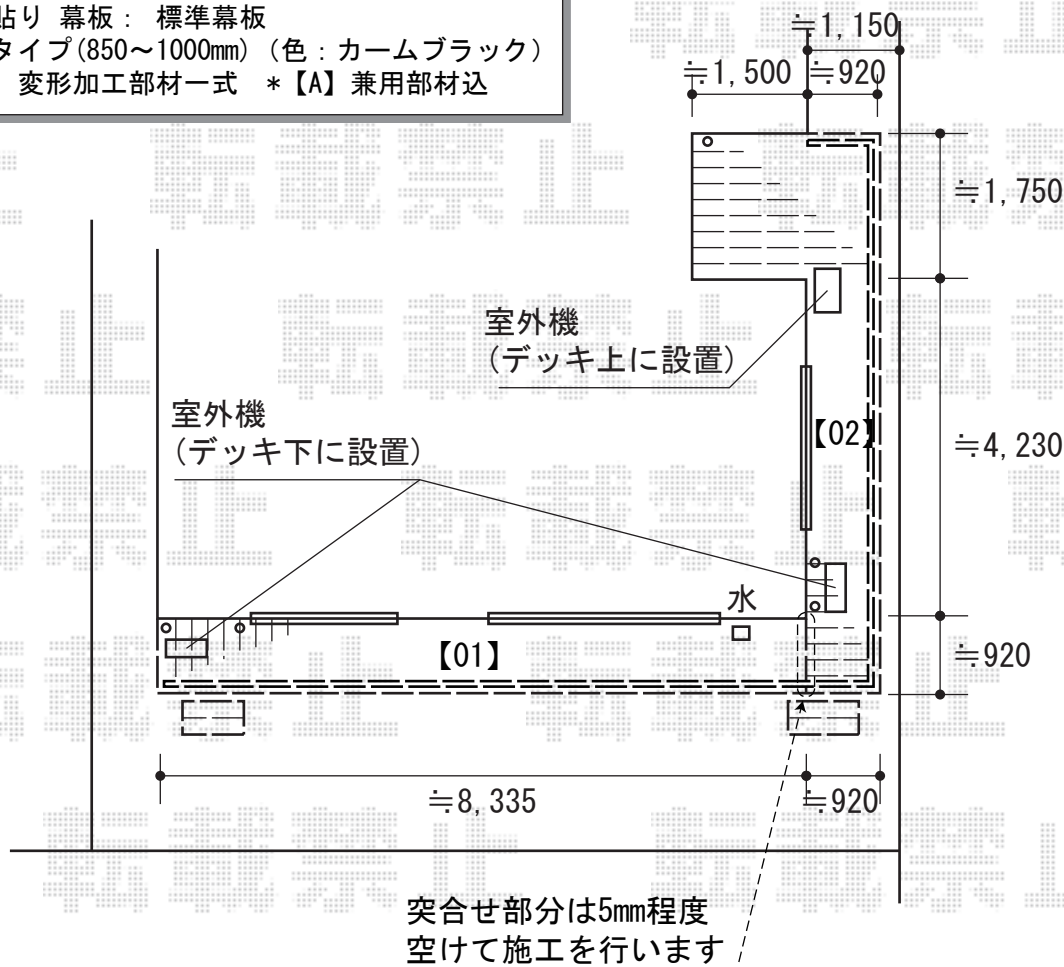 貼り 幕板： 標準幕板
タイプ(850～1000mm) (色：カームブラック)
変形加工部材一式 *【A】兼用部材込
≒1,150
≒1,500
≒920
≒1,750
室外機
(デッキ上に設置)
室外機
(デッキ下に設置)
【02】
≒4,230
水
【01】
≒920
≒8,335
≒920
突合せ部分は5mm程度
空けて施工を行います
転載禁止